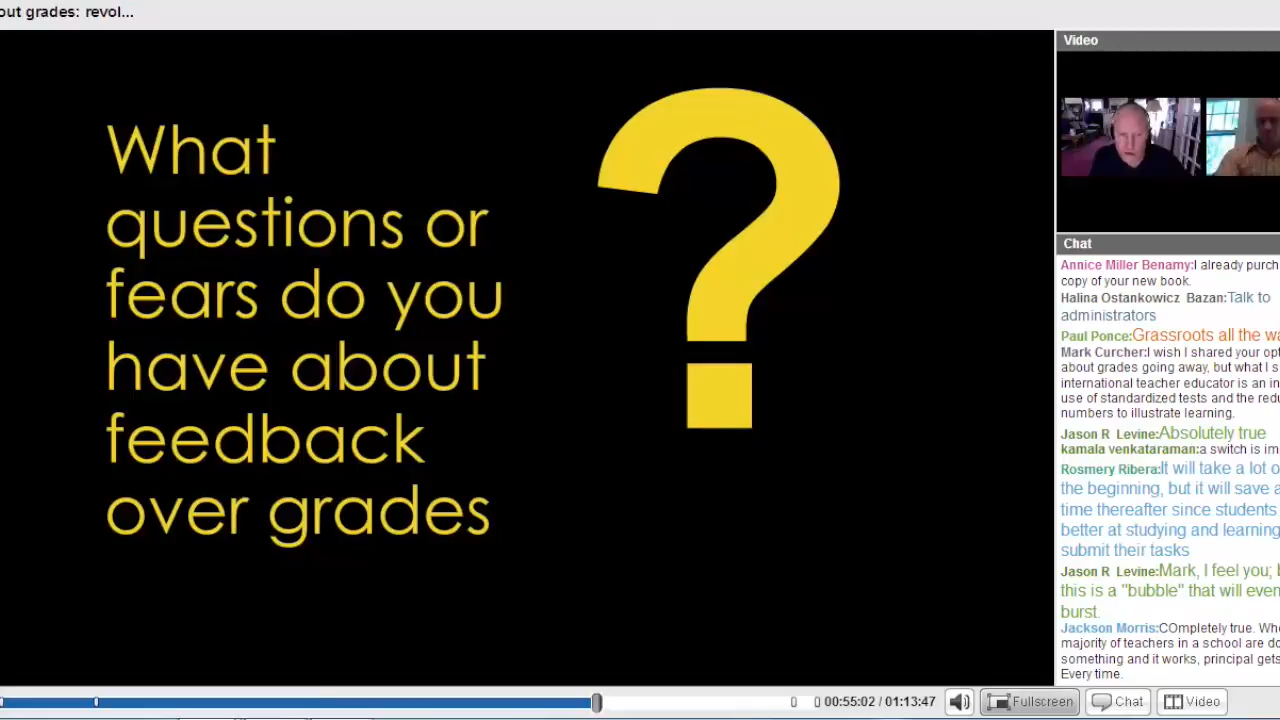 out grades: revol...
What
questions or
fears do you
have about
feedback
over grades
?
Video
Chat
Annice Miller Benamy:I already purch
copy of your new book.
Halina Ostankowicz Bazan:Talk to
administrators
Paul Ponce:Grassroots all the wa
Mark Curcher:I wish I shared your opt
about grades going away, but what I s
international teacher educator is an in
use of standardized tests and the redu
numbers to illustrate learning.
Jason R Levine:Absolutely true
kamala venkataraman:a switch is im
Rosmery Ribera:It will take a lot o
the beginning, but it will save a
time thereafter since students
better at studying and learning
submit their tasks
Jason R Levine:Mark, I feel you; b
this is a "bubble" that will even
burst.
Jackson Morris:COmpletely true. Whe
majority of teachers in a school are do
something and it works, principal gets
Every time.
00:55:02 / 01:13:47
Fullscreen
Chat
Video